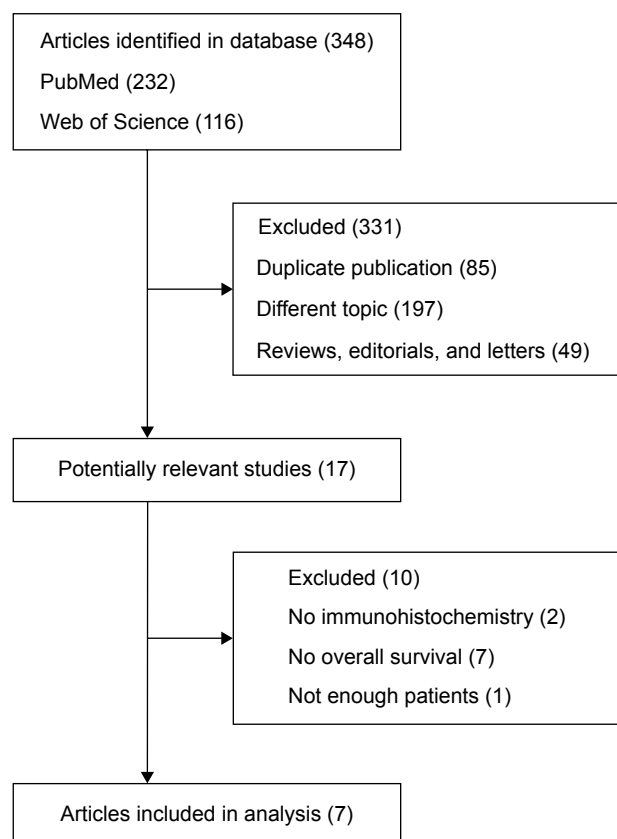 Articles identified in database (348)
PubMed (232)
Web of Science (116)
Excluded (331)
Duplicate publication (85)
Different topic (197)
Reviews, editorials, and letters (49)
Potentially relevant studies (17)
Excluded (10)
No immunohistochemistry (2)
No overall survival (7)
Not enough patients (1)
Articles included in analysis (7)